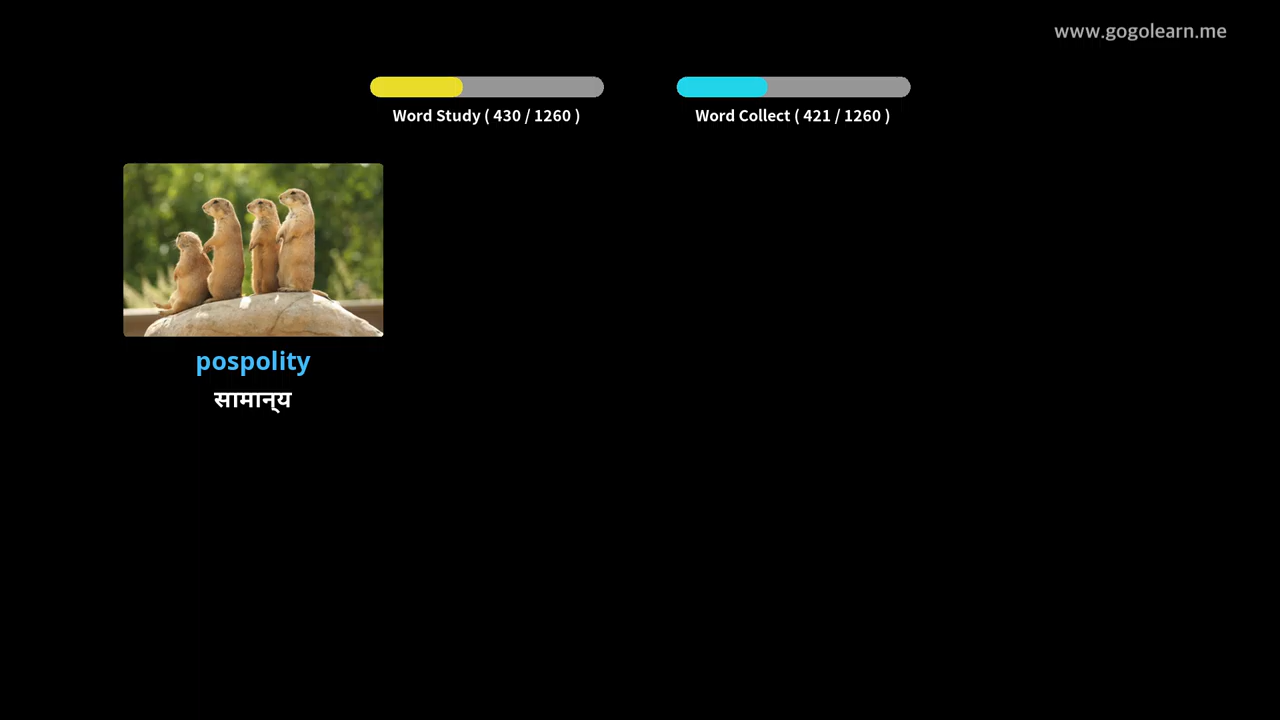 www.gogolearn.me
Word Study ( 430 / 1260 )
Word Collect ( 421 / 1260 )
pospolity
सामान्य